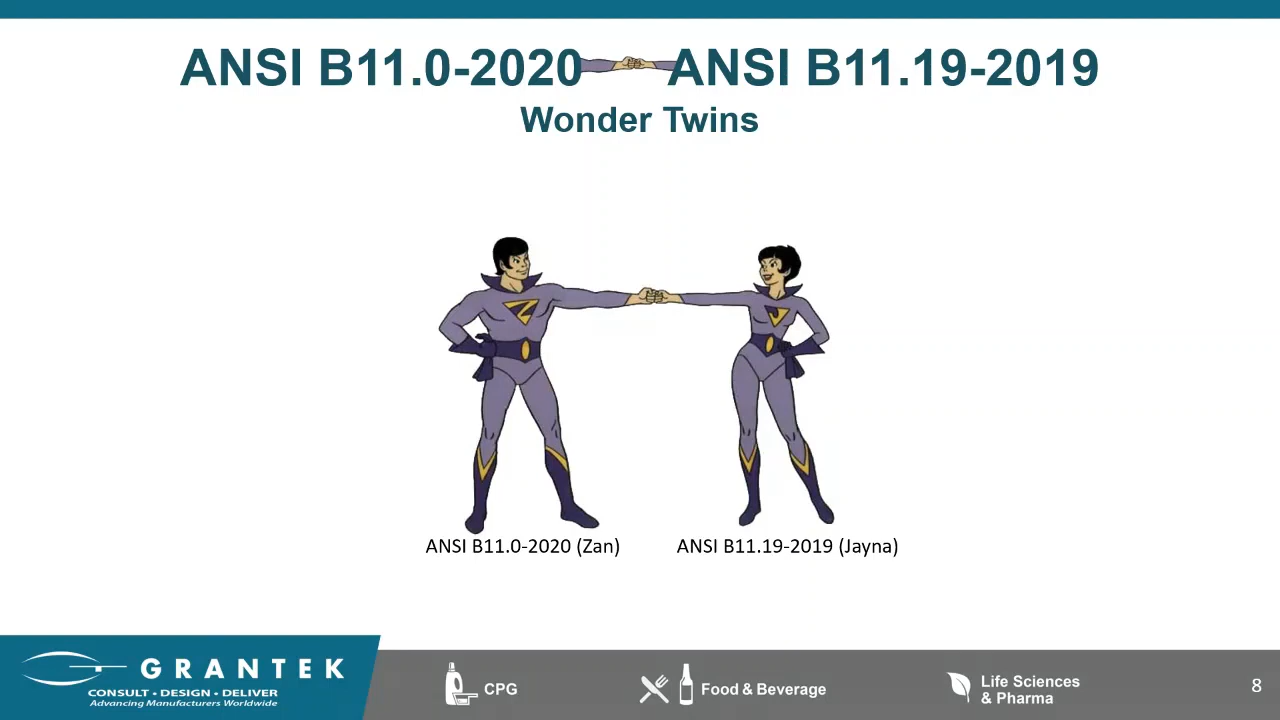 ANSI B11.0-2020 ANSI B11.19-2019
Wonder Twins
Z
J
ANSI B11.0-2020 (Zan) ANSI B11.19-2019 (Jayna)
GRANTEK
CONSULT • DESIGN • DELIVER
Advancing Manufacturers Worldwide
CPG
Food & Beverage
Life Sciences
& Pharma
8